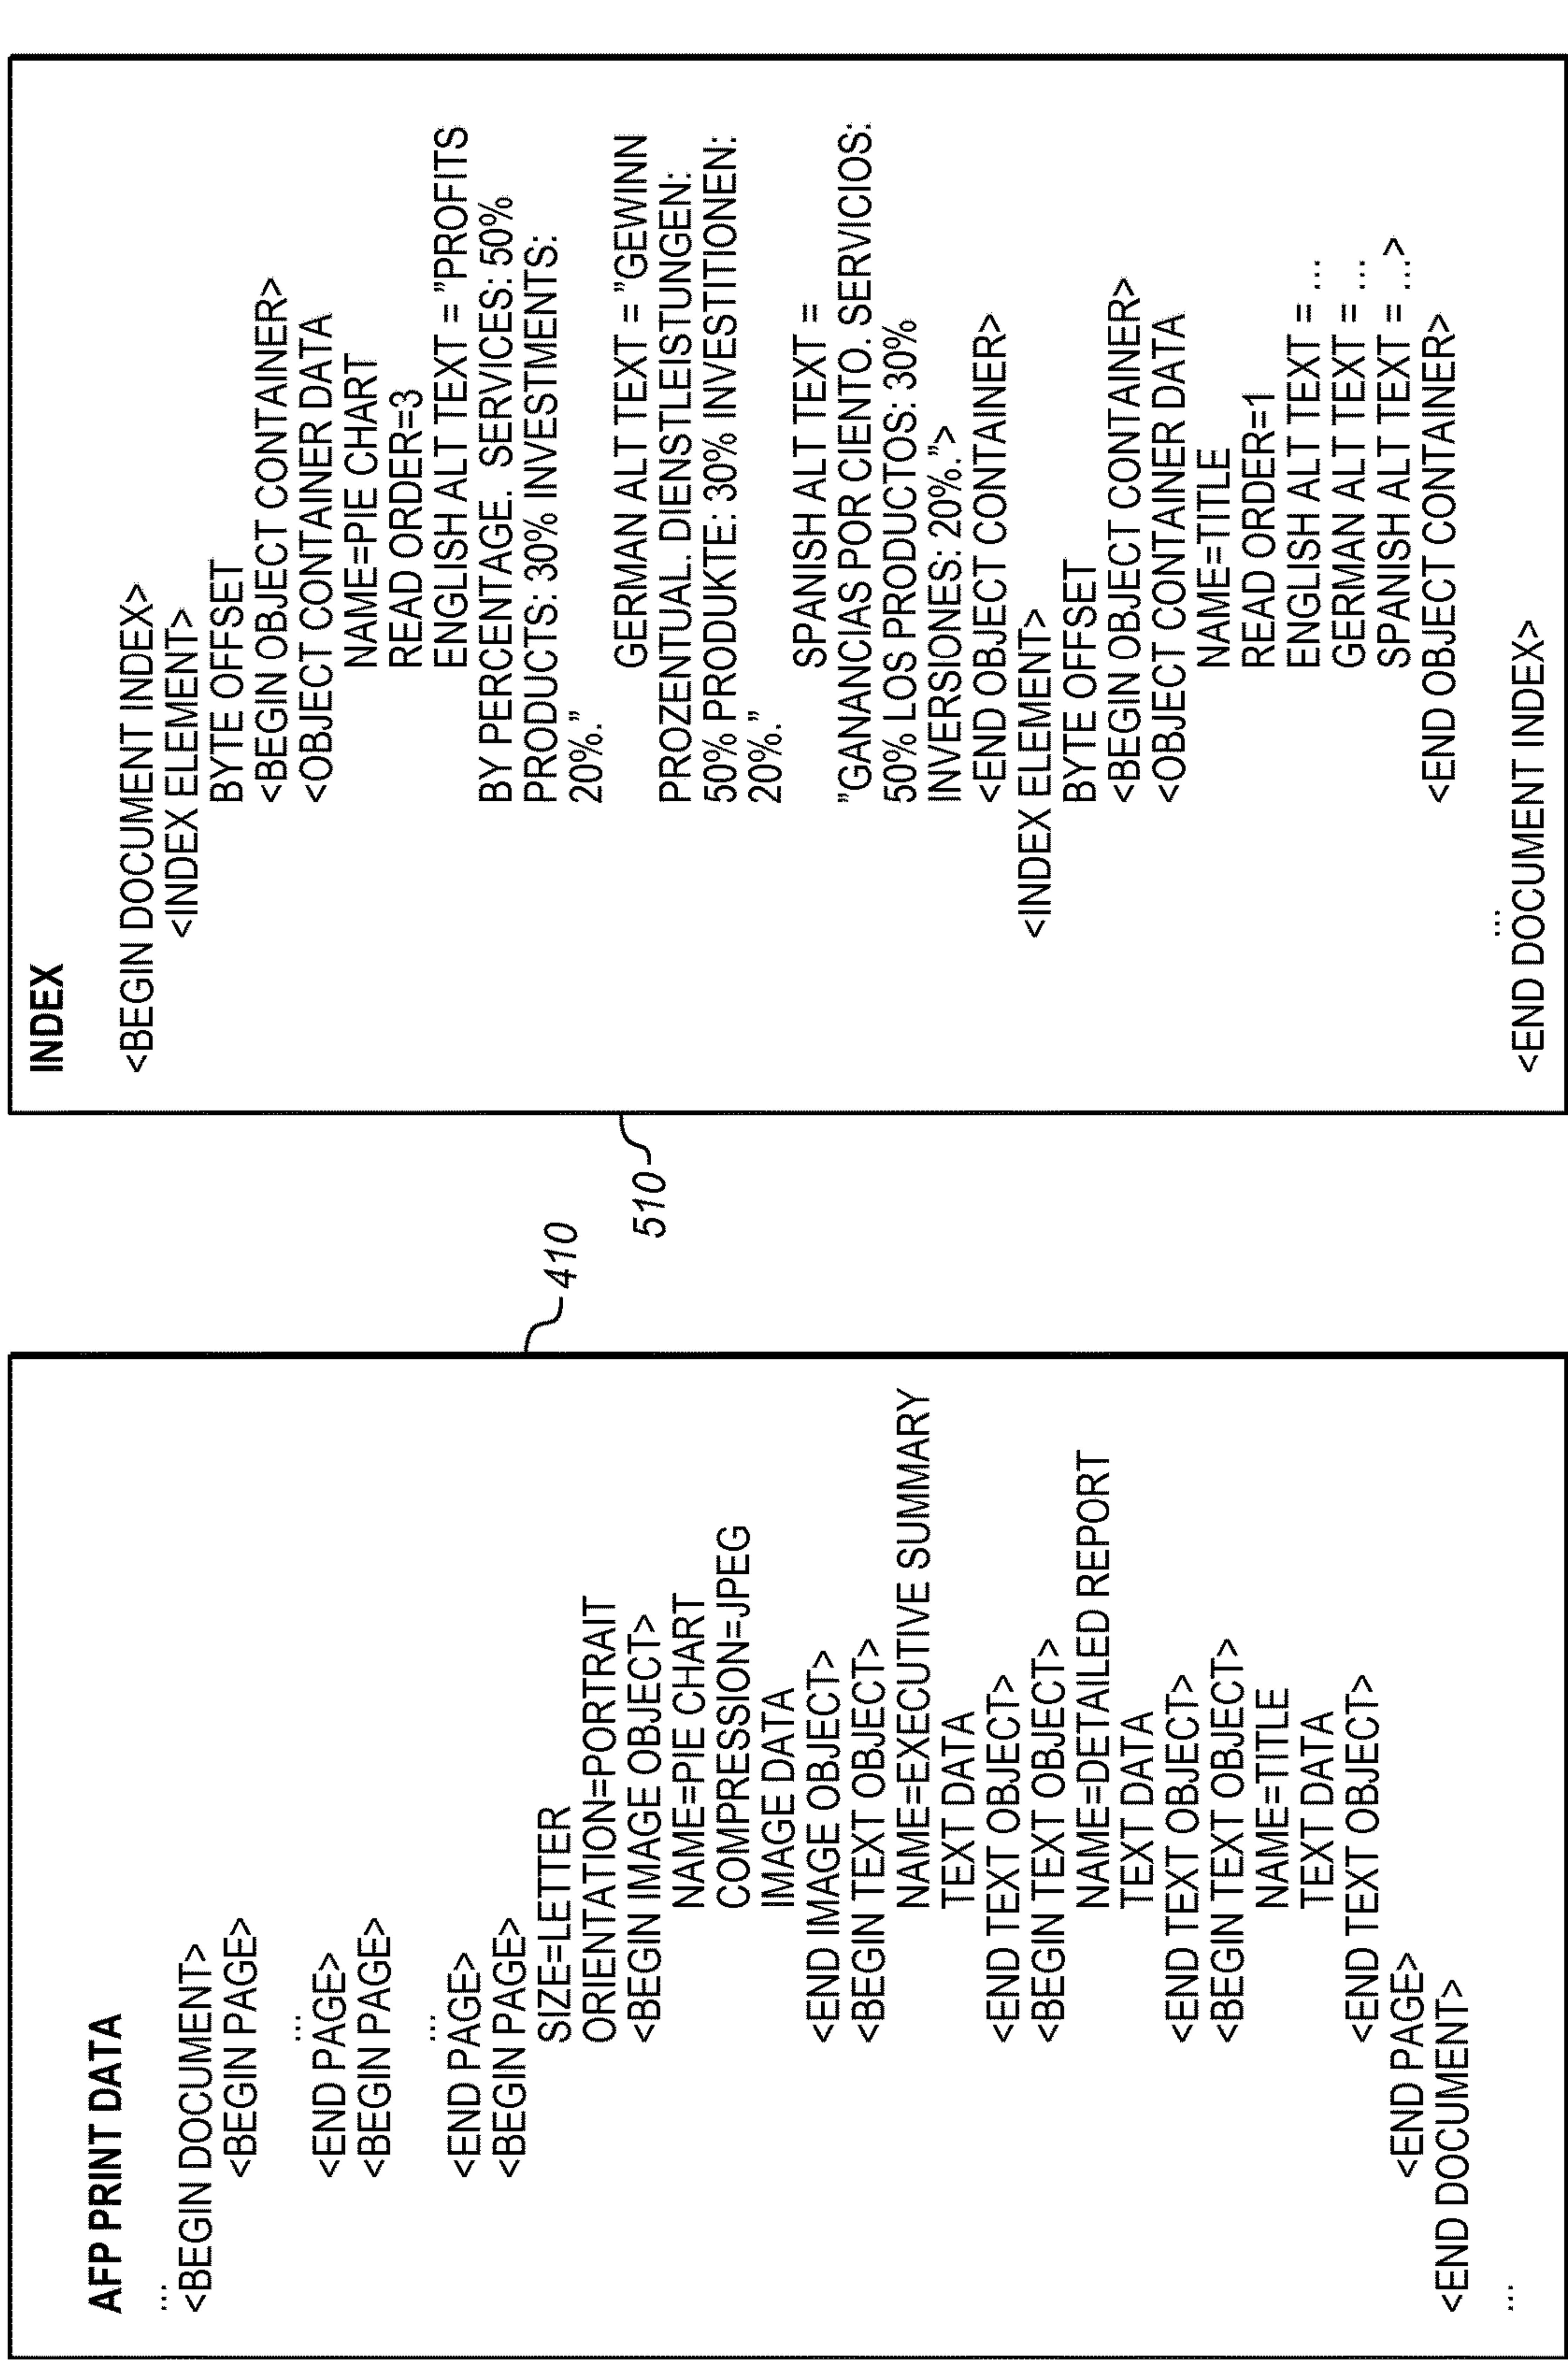 AFP PRINT DATA
...
<BEGIN DOCUMENT>
<BEGIN PAGE>
...
<END PAGE>
<BEGIN PAGE>
...
<END PAGE>
<BEGIN PAGE>
SIZE=LETTER
ORIENTATION=PORTRAIT
<BEGIN IMAGE OBJECT>
NAME=PIE CHART
COMPRESSION=JPEG
IMAGE DATA
<END IMAGE OBJECT>
<BEGIN TEXT OBJECT>
NAME=EXECUTIVE SUMMARY
TEXT DATA
<END TEXT OBJECT>
<BEGIN TEXT OBJECT>
NAME=DETAILED REPORT
TEXT DATA
<END TEXT OBJECT>
<BEGIN TEXT OBJECT>
NAME=TITLE
TEXT DATA
<END TEXT OBJECT>
<END PAGE>
<END DOCUMENT>
...
410
510
INDEX
<BEGIN DOCUMENT INDEX>
<INDEX ELEMENT>
BYTE OFFSET
<BEGIN OBJECT CONTAINER>
<OBJECT CONTAINER DATA
NAME=PIE CHART
READ ORDER=3
ENGLISH ALT TEXT = "PROFITS
BY PERCENTAGE. SERVICES: 50%
PRODUCTS: 30% INVESTMENTS:
20%."
GERMAN ALT TEXT = "GEWINN
PROZENTUAL. DIENSTLEISTUNGEN:
50% PRODUKTE: 30% INVESTITIONEN:
20%."
SPANISH ALT TEXT =
"GANANCIAS POR CIENTO. SERVICIOS:
50% LOS PRODUCTOS: 30%
INVERSIONES: 20%.">
<END OBJECT CONTAINER>
<INDEX ELEMENT>
BYTE OFFSET
<BEGIN OBJECT CONTAINER>
<OBJECT CONTAINER DATA
NAME=TITLE
READ ORDER=1
ENGLISH ALT TEXT = ...
GERMAN ALT TEXT = ...
SPANISH ALT TEXT = ...>
<END OBJECT CONTAINER>
...
<END DOCUMENT INDEX>